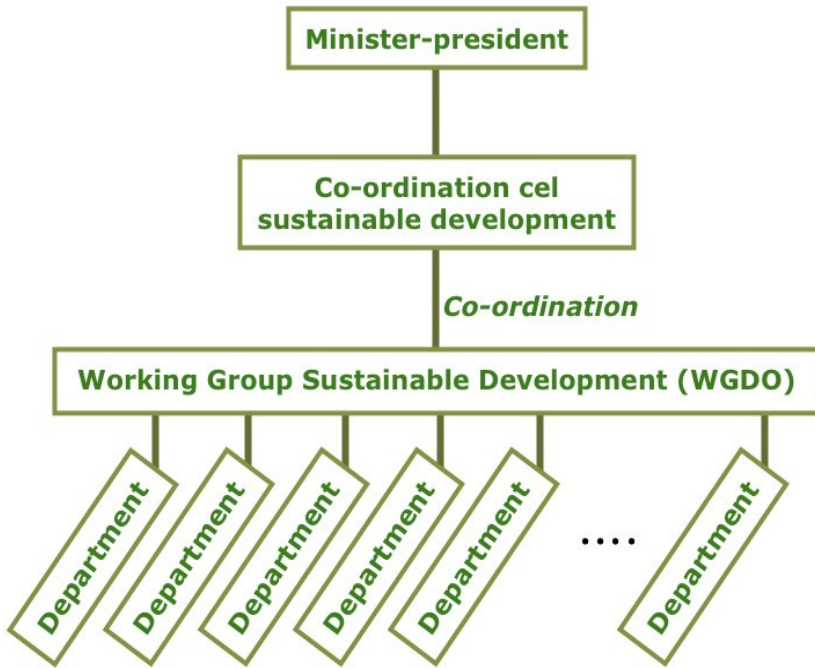 Minister-president
Co-ordination cel
sustainable development
Co-ordination
Working Group Sustainable Development (WGDO)
Department
Department
Department
Department
Department
....
Department